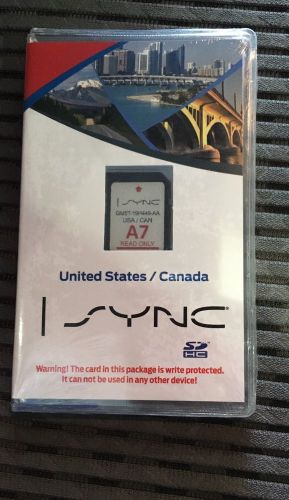 SYNC
GM5T-19H449-AA
USA / CAN
A7
READ ONLY
United States / Canada
SYNC
SD
HC
Warning! The card in this package is write protected.
It can not be used in any other device!